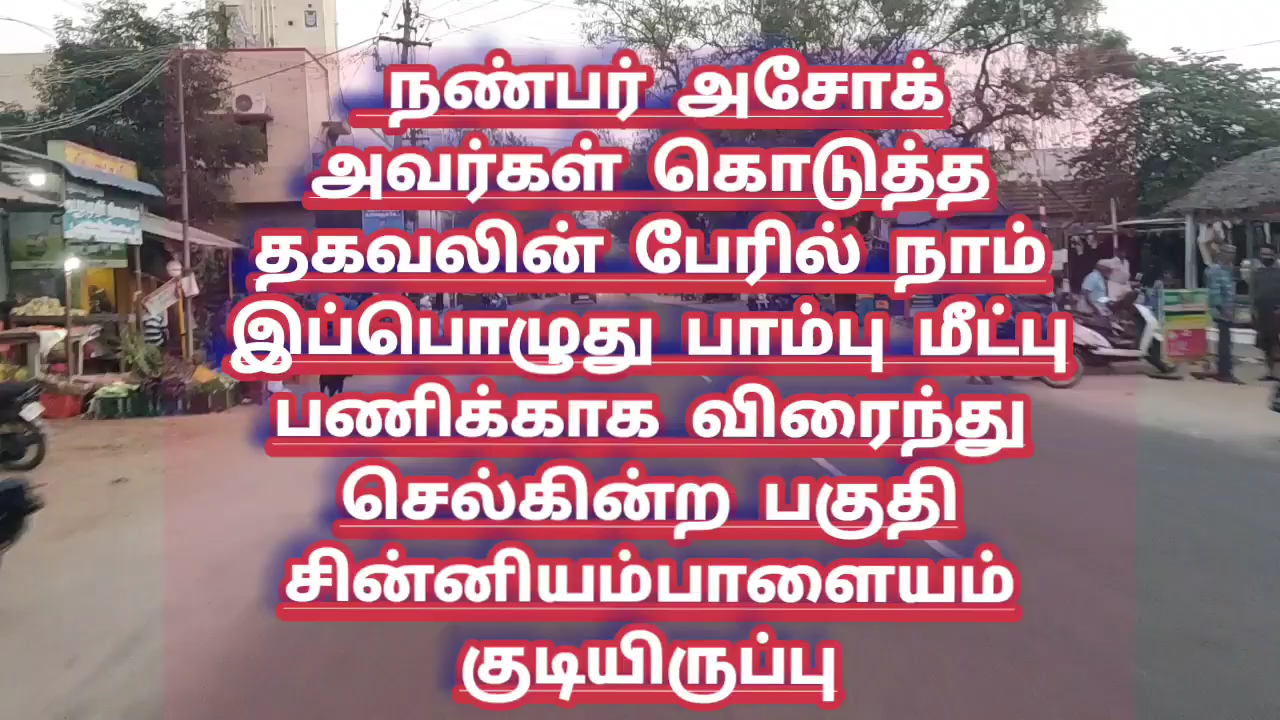 நண்பர் அசோக்
அவர்கள் கொடுத்த
தகவலின் பேரில் நாம்
இப்பொழுது பாம்பு மீட்பு
பணிக்காக விரைந்து
செல்கின்ற பகுதி
சின்னியம்பாளையம்
குடியிருப்பு